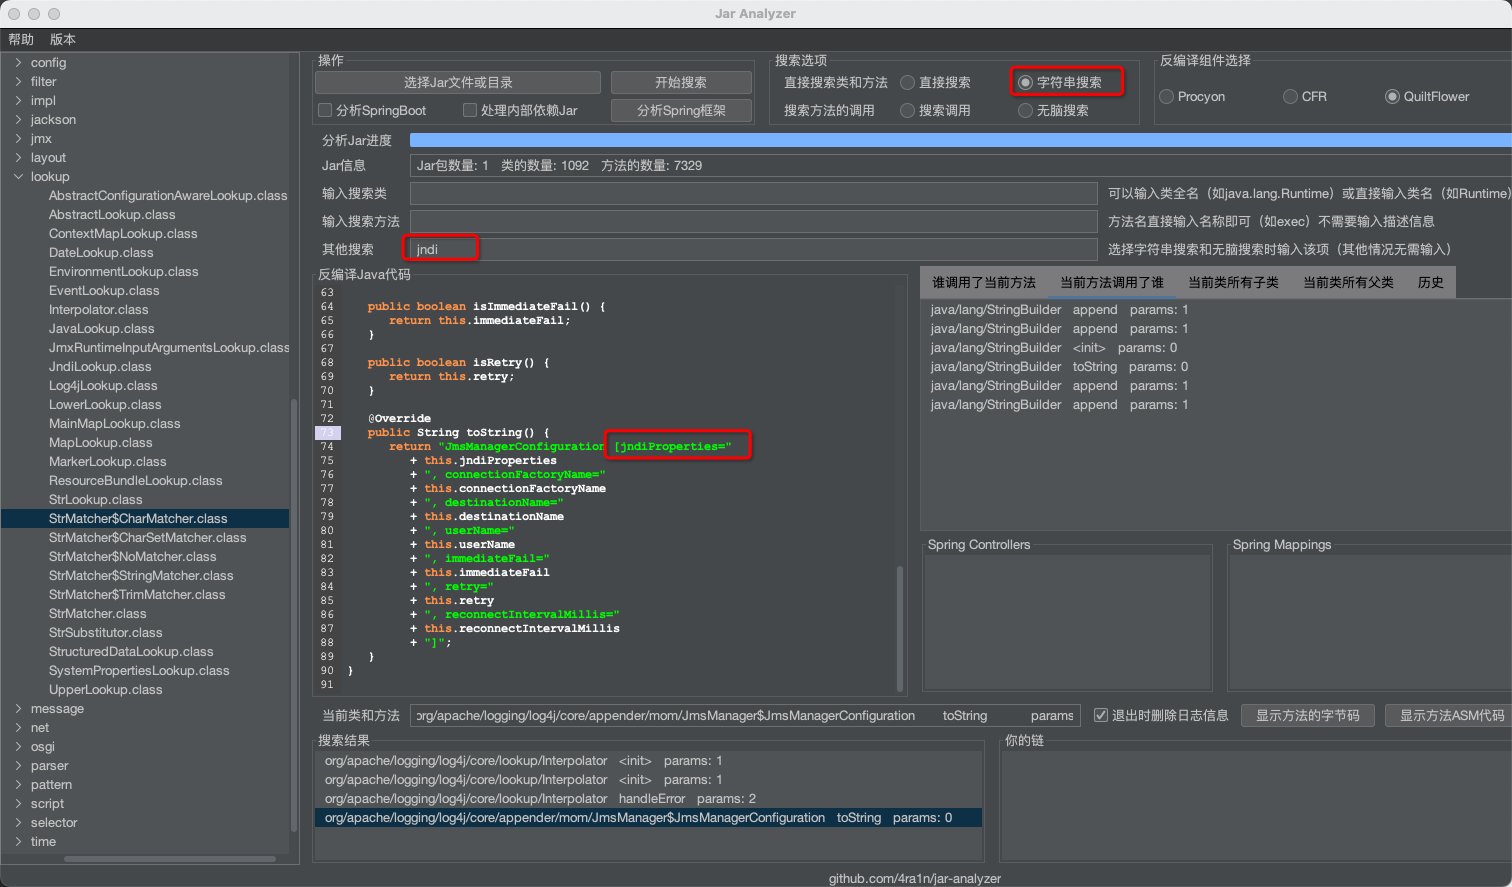 Jar Analyzer
帮助 版本
config
filter
impl
jackson
jmx
layout
lookup
AbstractConfigurationAwareLookup.class
AbstractLookup.class
ContextMapLookup.class
DateLookup.class
EnvironmentLookup.class
EventLookup.class
Interpolator.class
JavaLookup.class
JmxRuntimeInputArgumentsLookup.class
JndiLookup.class
Log4jLookup.class
LowerLookup.class
MainMapLookup.class
MapLookup.class
MarkerLookup.class
ResourceBundleLookup.class
StrLookup.class
StrMatcher$CharMatcher.class
StrMatcher$CharSetMatcher.class
StrMatcher$NoMatcher.class
StrMatcher$StringMatcher.class
StrMatcher$TrimMatcher.class
StrMatcher.class
StrSubstitutor.class
StructuredDataLookup.class
SystemPropertiesLookup.class
UpperLookup.class
message
net
osgi
parser
pattern
script
selector
time
操作
选择Jar文件或目录 开始搜索
分析SpringBoot 处理内部依赖Jar 分析Spring框架
搜索选项
直接搜索类和方法 直接搜索 字符串搜索
搜索方法的调用 搜索调用 无脑搜索
反编译组件选择
Procyon CFR QuiltFlower
分析Jar进度
Jar信息 Jar包数量: 1 类的数量: 1092 方法的数量: 7329
输入搜索类 可以输入类全名（如java.lang.Runtime）或直接输入类名（如Runtime）
输入搜索方法 方法名直接输入名称即可（如exec）不需要输入描述信息
其他搜索 jndi 选择字符串搜索和无脑搜索时输入该项（其他情况无需输入）
反编译Java代码
63
64 public boolean isImmediateFail() {
65 return this.immediateFail;
66 }
67
68 public boolean isRetry() {
69 return this.retry;
70 }
71
72 @Override
73 public String toString() {
74 return "JmsManagerConfiguration [jndiProperties="
75 + this.jndiProperties
76 + ", connectionFactoryName="
77 + this.connectionFactoryName
78 + ", destinationName="
79 + this.destinationName
80 + ", userName="
81 + this.userName
82 + ", immediateFail="
83 + this.immediateFail
84 + ", retry="
85 + this.retry
86 + ", reconnectIntervalMillis="
87 + this.reconnectIntervalMillis
88 + "]";
89 }
90 }
91
谁调用了当前方法 当前方法调用了谁 当前类所有子类 当前类所有父类 历史
java/lang/StringBuilder append params: 1
java/lang/StringBuilder append params: 1
java/lang/StringBuilder <init> params: 0
java/lang/StringBuilder toString params: 0
java/lang/StringBuilder append params: 1
java/lang/StringBuilder append params: 1
Spring Controllers
Spring Mappings
当前类和方法 org/apache/logging/log4j/core/appender/mom/JmsManager$JmsManagerConfiguration toString params
退出时删除日志信息 显示方法的字节码 显示方法ASM代码
搜索结果
org/apache/logging/log4j/core/lookup/Interpolator <init> params: 1
org/apache/logging/log4j/core/lookup/Interpolator <init> params: 1
org/apache/logging/log4j/core/lookup/Interpolator handleError params: 2
org/apache/logging/log4j/core/appender/mom/JmsManager$JmsManagerConfiguration toString params: 0
你的链
github.com/4ra1n/jar-analyzer